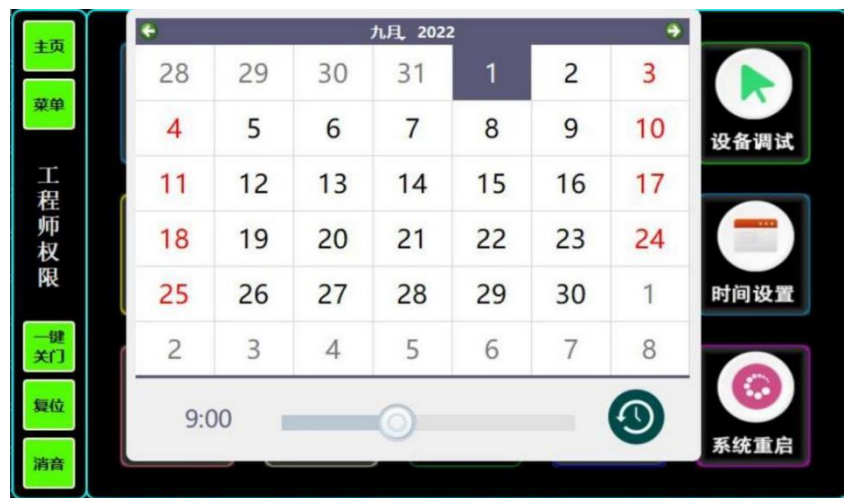 主页
菜单
工程师权限
一键
关门
复位
消音
九月, 2022
28 29 30 31 1 2 3
4 5 6 7 8 9 10
11 12 13 14 15 16 17
18 19 20 21 22 23 24
25 26 27 28 29 30 1
2 3 4 5 6 7 8
9:00
设备调试
时间设置
系统重启